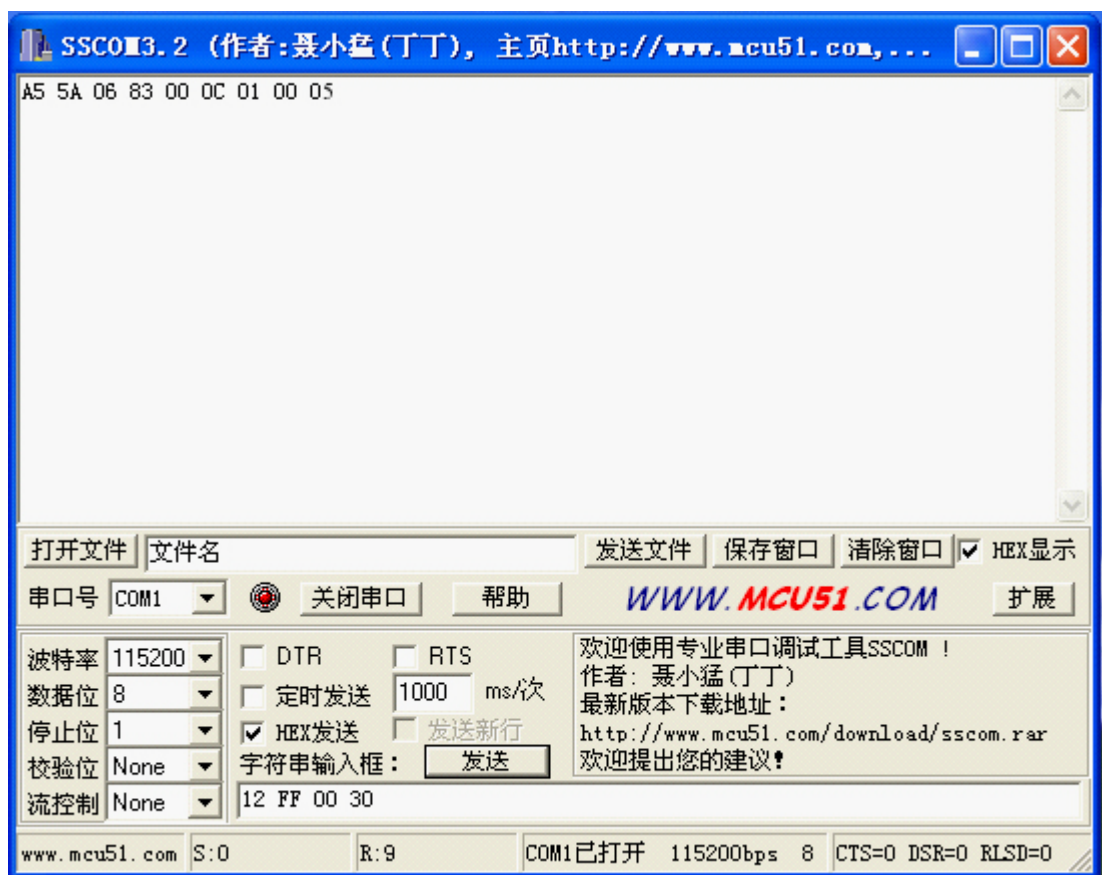 SSCOM3.2 (作者:聂小猛(丁丁), 主页http://www.mcu51.com,...
A5 5A 06 83 00 0C 01 00 05
打开文件 文件名 发送文件 保存窗口 清除窗口 HEX显示
串口号 COM1 关闭串口 帮助 WWW.MCU51.COM 扩展
波特率 115200 DTR RTS
数据位 8 定时发送 1000 ms/次
停止位 1 HEX发送 发送新行
校验位 None 字符串输入框： 发送
流控制 None 12 FF 00 30
欢迎使用专业串口调试工具SSCOM !
作者: 聂小猛(丁丁)
最新版本下载地址：
http://www.mcu51.com/download/sscom.rar
欢迎提出您的建议!
www.mcu51.com S:0 R:9 COM1已打开 115200bps 8 CTS=0 DSR=0 RLSD=0